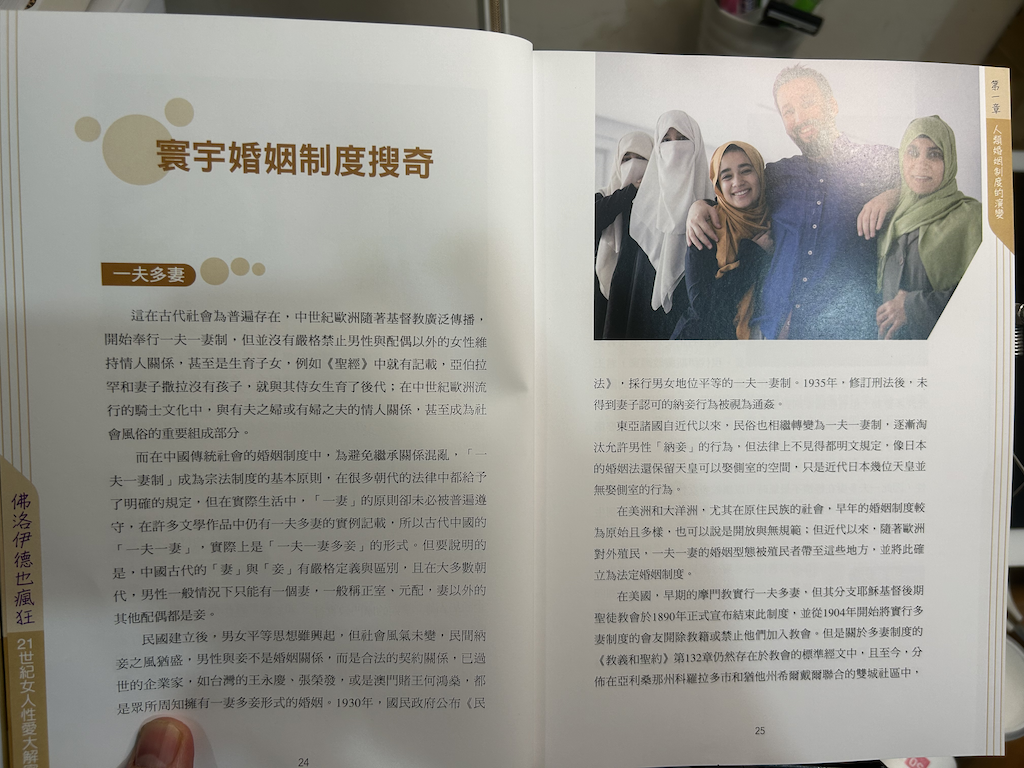 寰宇婚姻制度搜奇
一夫多妻
這在古代社會為普遍存在，中世紀歐洲隨著基督教廣泛傳播，
開始奉行一夫一妻制，但並沒有嚴格禁止男性與配偶以外的女性維
持情人關係，甚至是生育子女，例如《聖經》中就有記載，亞伯拉
罕和妻子撒拉沒有孩子，就與其侍女生育了後代；在中世紀歐洲流
行的騎士文化中，與有夫之婦或有婦之夫的情人關係，甚至成為社
會風俗的重要組成部分。
而在中國傳統社會的婚姻制度中，為避免繼承關係混亂，「一
夫一妻制」成為宗法制度的基本原則，在很多朝代的法律中都給予
了明確的規定，但在實際生活中，「一妻」的原則卻未必被普遍遵
守，在許多文學作品中仍有一夫多妻的實例記載，所以古代中國的
「一夫一妻」，實際上是「一夫一妻多妾」的形式。但要說明的
是，中國古代的「妻」與「妾」有嚴格定義與區別，且在大多數朝
代，男性一般情況下只能有一個妻，一般稱正室、元配，妻以外的
其他配偶都是妾。
民國建立後，男女平等思想雖興起，但社會風氣未變，民間納
妾之風猶盛，男性與妾不是婚姻關係，而是合法的契約關係，已過
世的企業家，如台灣的王永慶、張榮發，或是澳門賭王何鴻燊，都
是眾所周知擁有一妻多妾形式的婚姻。1930年，國民政府公布《民
24
佛洛伊德也瘋狂
21世紀女人性愛大解
第一章
人類婚姻制度的演變
法》，採行男女地位平等的一夫一妻制。1935年，修訂刑法後，未
得到妻子認可的納妾行為被視為通姦。
東亞諸國自近代以來，民俗也相繼轉變為一夫一妻制，逐漸淘
汰允許男性「納妾」的行為，但法律上不見得都明文規定，像日本
的婚姻法還保留天皇可以娶側室的空間，只是近代日本幾位天皇並
無娶側室的行為。
在美洲和大洋洲，尤其在原住民族的社會，早年的婚姻制度較
為原始且多樣，也可以說是開放與無規範；但近代以來，隨著歐洲
對外殖民，一夫一妻的婚姻型態被殖民者帶至這些地方，並將此確
立為法定婚姻制度。
在美國，早期的摩門教實行一夫多妻，但其分支耶穌基督後期
聖徒教會於1890年正式宣布結束此制度，並從1904年開始將實行多
妻制度的會友開除教籍或禁止他們加入教會。但是關於多妻制度的
《教義和聖約》第132章仍然存在於教會的標準經文中，且至今，分
佈在亞利桑那州科羅拉多市和猶他州希爾戴爾聯合的雙城社區中，
25